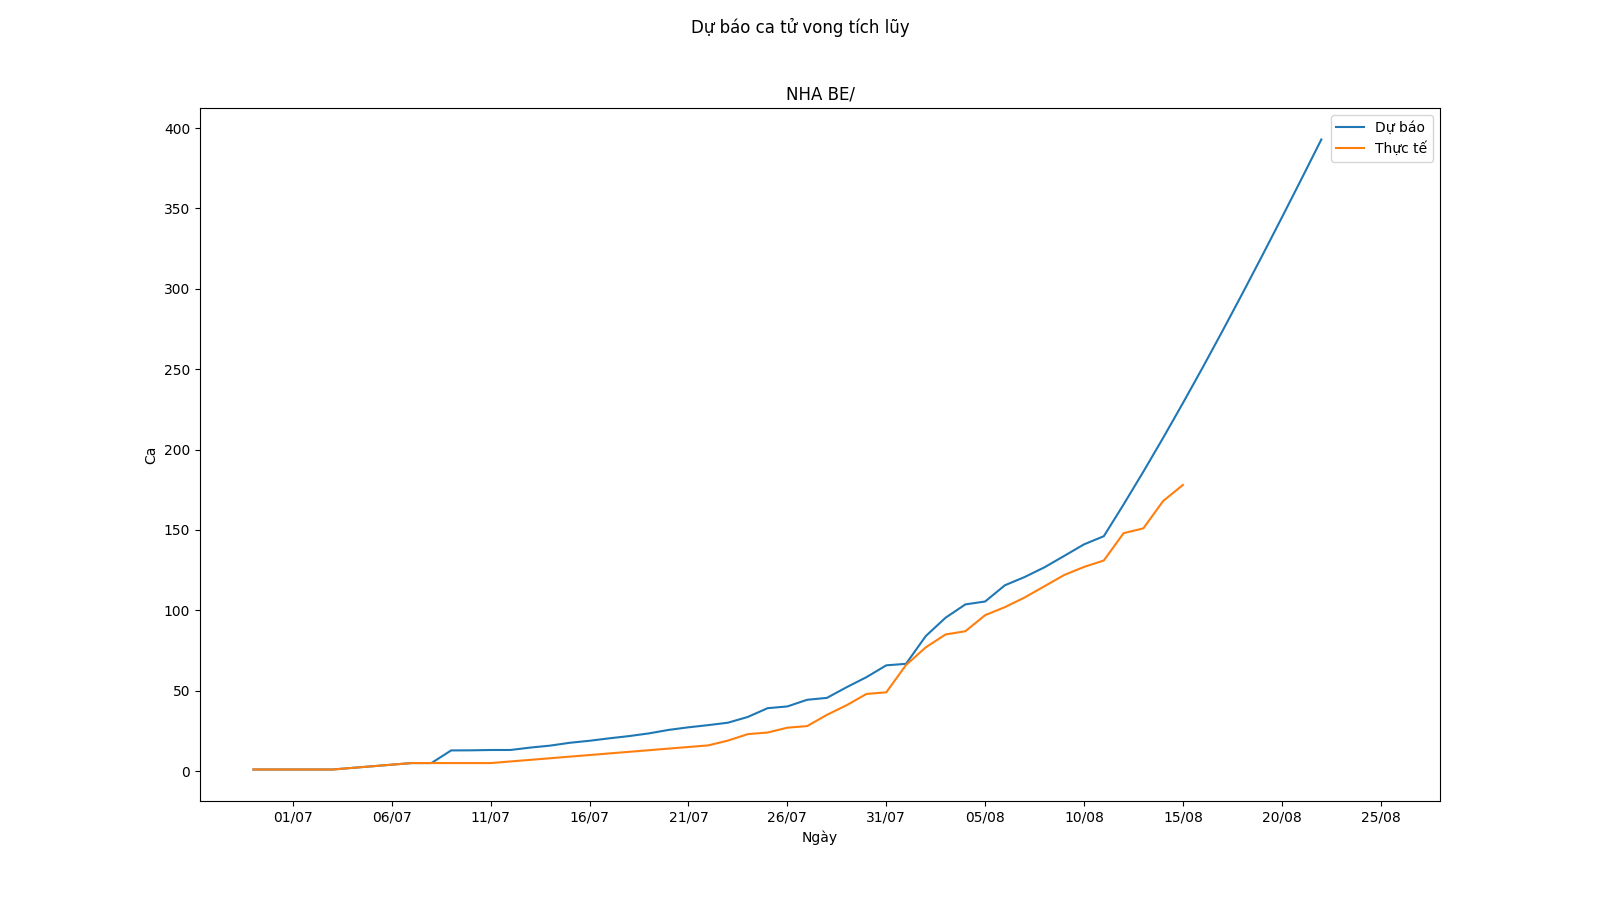 Dự báo ca tử vong tích lũy
NHA BE/
Dự báo
Thực tế
400
350
300
250
200
150
100
50
0
Ca
01/07 06/07 11/07 16/07 21/07 26/07 31/07 05/08 10/08 15/08 20/08 25/08
Ngày